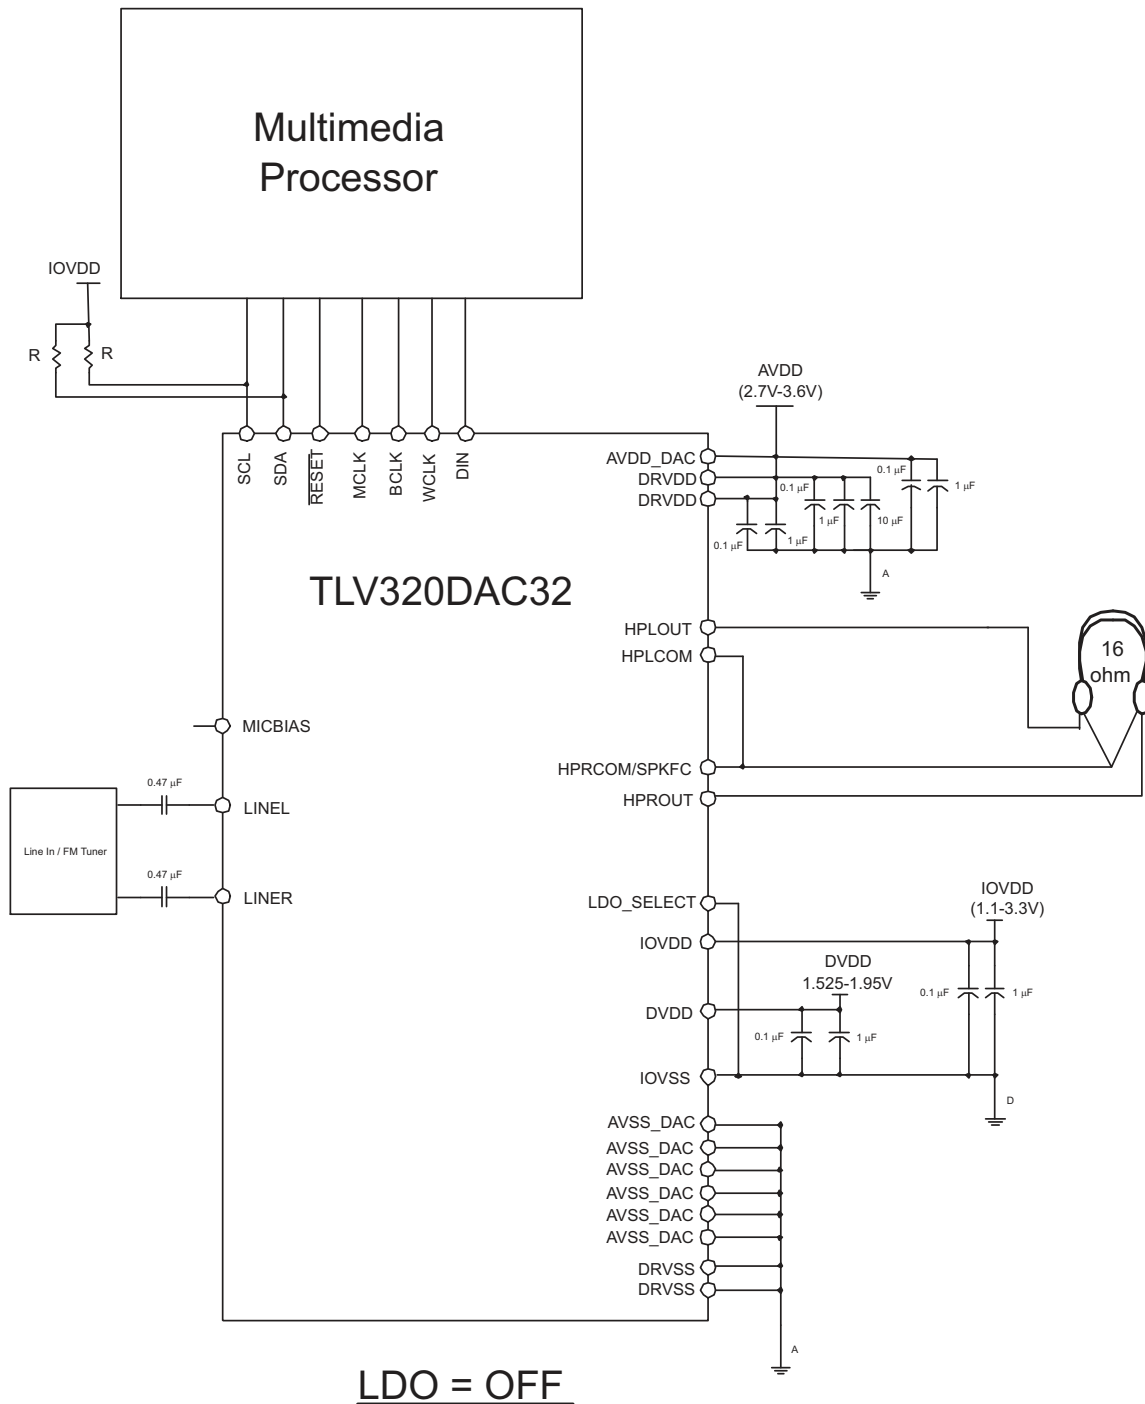 Multimedia
Processor
IOVDD
R
R
SCL
SDA
RESET
MCLK
BCLK
WCLK
DIN
AVDD
(2.7V-3.6V)
AVDD_DAC
DRVDD
DRVDD
0.1 μF
1 μF
0.1 μF
1 μF
10 μF
0.1 μF
1 μF
A
TLV320DAC32
HPLOUT
HPLCOM
16
ohm
MICBIAS
HPRCOM/SPKFC
HPROUT
0.47 μF
LINEL
Line In / FM Tuner
0.47 μF
LINER
LDO_SELECT
IOVDD
(1.1-3.3V)
IOVDD
DVDD
1.525-1.95V
0.1 μF
1 μF
DVDD
0.1 μF
1 μF
IOVSS
D
AVSS_DAC
AVSS_DAC
AVSS_DAC
AVSS_DAC
AVSS_DAC
AVSS_DAC
DRVSS
DRVSS
A
LDO = OFF